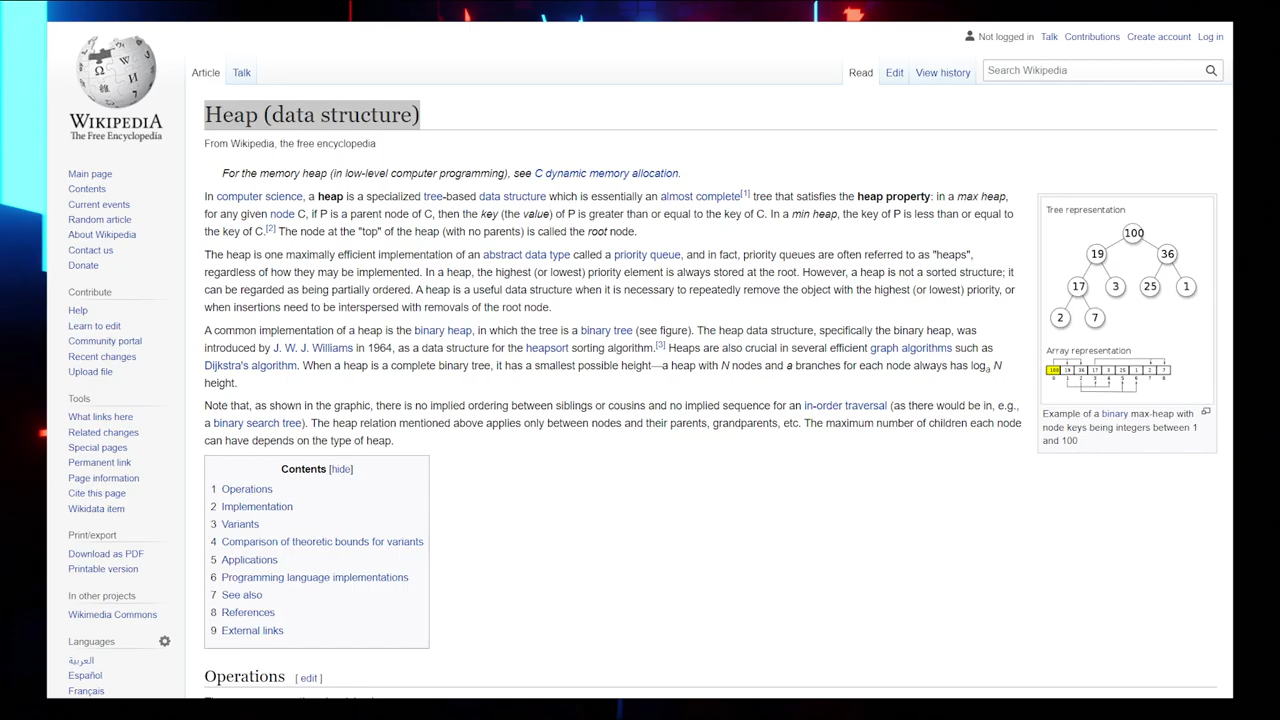 Not logged in Talk Contributions Create account Log in
Article Talk
Read Edit View history Search Wikipedia
WIKIPEDIA
The Free Encyclopedia
Main page
Contents
Current events
Random article
About Wikipedia
Contact us
Donate
Contribute
Help
Learn to edit
Community portal
Recent changes
Upload file
Tools
What links here
Related changes
Special pages
Permanent link
Page information
Cite this page
Wikidata item
Print/export
Download as PDF
Printable version
In other projects
Wikimedia Commons
Languages
العربية
Español
Français
Heap (data structure)
From Wikipedia, the free encyclopedia
For the memory heap (in low-level computer programming), see C dynamic memory allocation.
In computer science, a heap is a specialized tree-based data structure which is essentially an almost complete[1] tree that satisfies the heap property: in a max heap,
for any given node C, if P is a parent node of C, then the key (the value) of P is greater than or equal to the key of C. In a min heap, the key of P is less than or equal to
the key of C.[2] The node at the "top" of the heap (with no parents) is called the root node.
The heap is one maximally efficient implementation of an abstract data type called a priority queue, and in fact, priority queues are often referred to as "heaps",
regardless of how they may be implemented. In a heap, the highest (or lowest) priority element is always stored at the root. However, a heap is not a sorted structure; it
can be regarded as being partially ordered. A heap is a useful data structure when it is necessary to repeatedly remove the object with the highest (or lowest) priority, or
when insertions need to be interspersed with removals of the root node.
A common implementation of a heap is the binary heap, in which the tree is a binary tree (see figure). The heap data structure, specifically the binary heap, was
introduced by J. W. J. Williams in 1964, as a data structure for the heapsort sorting algorithm.[3] Heaps are also crucial in several efficient graph algorithms such as
Dijkstra's algorithm. When a heap is a complete binary tree, it has a smallest possible height—a heap with N nodes and a branches for each node always has logₐ N
height.
Note that, as shown in the graphic, there is no implied ordering between siblings or cousins and no implied sequence for an in-order traversal (as there would be in, e.g.,
a binary search tree). The heap relation mentioned above applies only between nodes and their parents, grandparents, etc. The maximum number of children each node
can have depends on the type of heap.
Tree representation
100
19 36
17 3 25 1
2 7
Array representation
100 19 36 17 3 25 1 2 7
0 1 2 3 4 5 6 7 8
Example of a binary max-heap with
node keys being integers between 1
and 100
Contents [hide]
1 Operations
2 Implementation
3 Variants
4 Comparison of theoretic bounds for variants
5 Applications
6 Programming language implementations
7 See also
8 References
9 External links
Operations [ edit ]